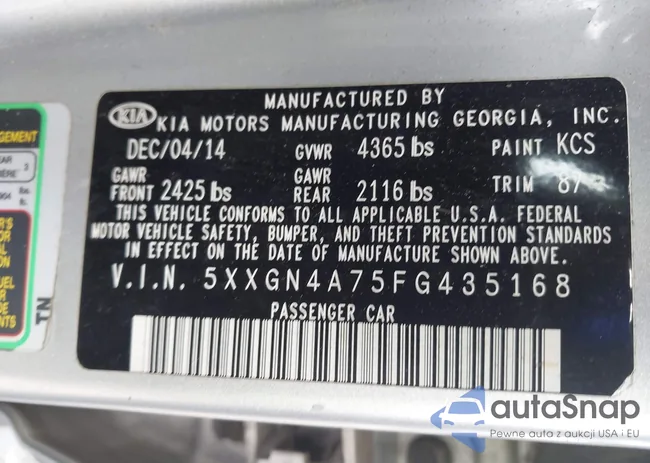 MANUFACTURED BY
KIA KIA MOTORS MANUFACTURING GEORGIA, INC.
DEC/04/14 GVWR 4365 lbs PAINT KCS
GAWR FRONT 2425 lbs GAWR REAR 2116 lbs TRIM 87
THIS VEHICLE CONFORMS TO ALL APPLICABLE U.S.A. FEDERAL
MOTOR VEHICLE SAFETY, BUMPER, AND THEFT PREVENTION STANDARDS
IN EFFECT ON THE DATE OF MANUFACTURE SHOWN ABOVE.
V.I.N. 5XXGN4A75FG435168
PASSENGER CAR
TN
autaSnap
Pewne auta z aukcji USA i EU